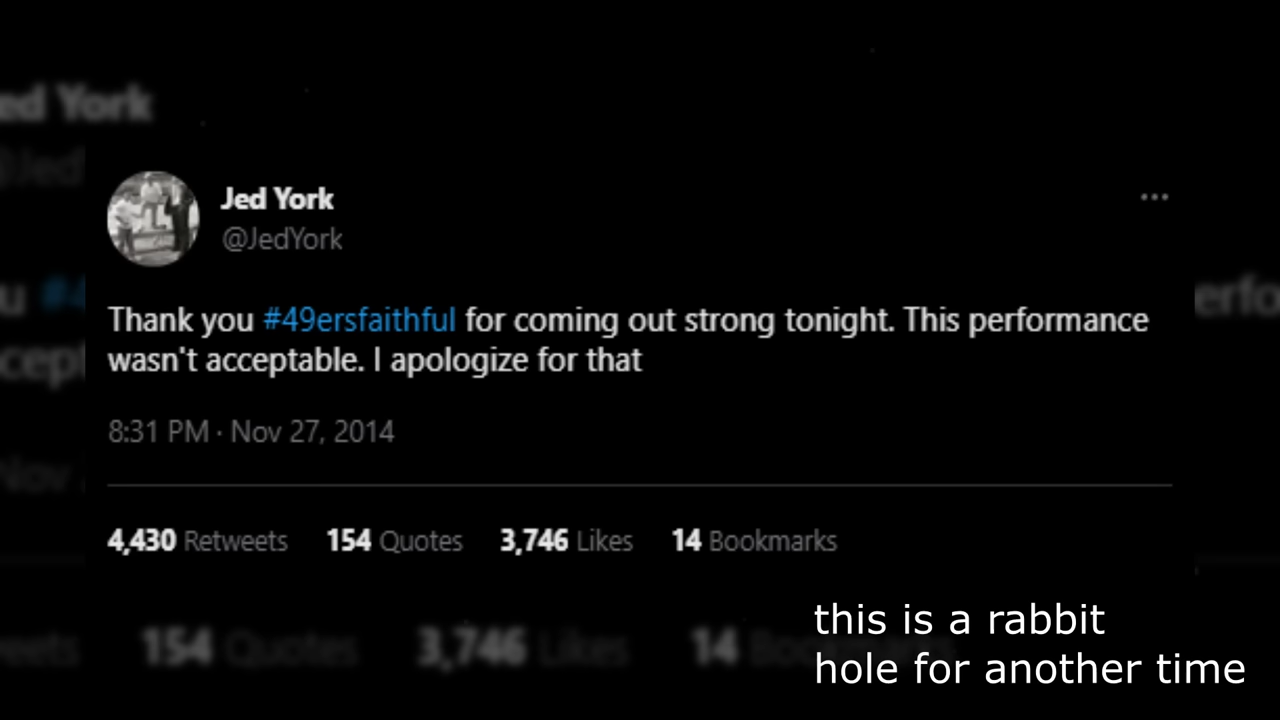 Jed York
@JedYork
Thank you #49ersfaithful for coming out strong tonight. This performance
wasn't acceptable. I apologize for that
8:31 PM · Nov 27, 2014
4,430 Retweets 154 Quotes 3,746 Likes 14 Bookmarks
this is a rabbit
hole for another time